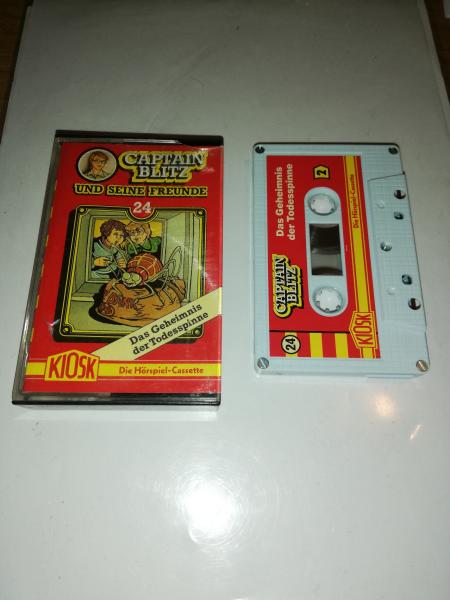 CAPTAIN
BLITZ
UND SEINE FREUNDE
24
Das Geheimnis
der Todesspinne
KIOSK
Die Hörspiel-Cassette
24
CAPTAIN
BLITZ
Das Geheimnis
der Todesspinne
2
KIOSK
Die Hörspiel-Cassette